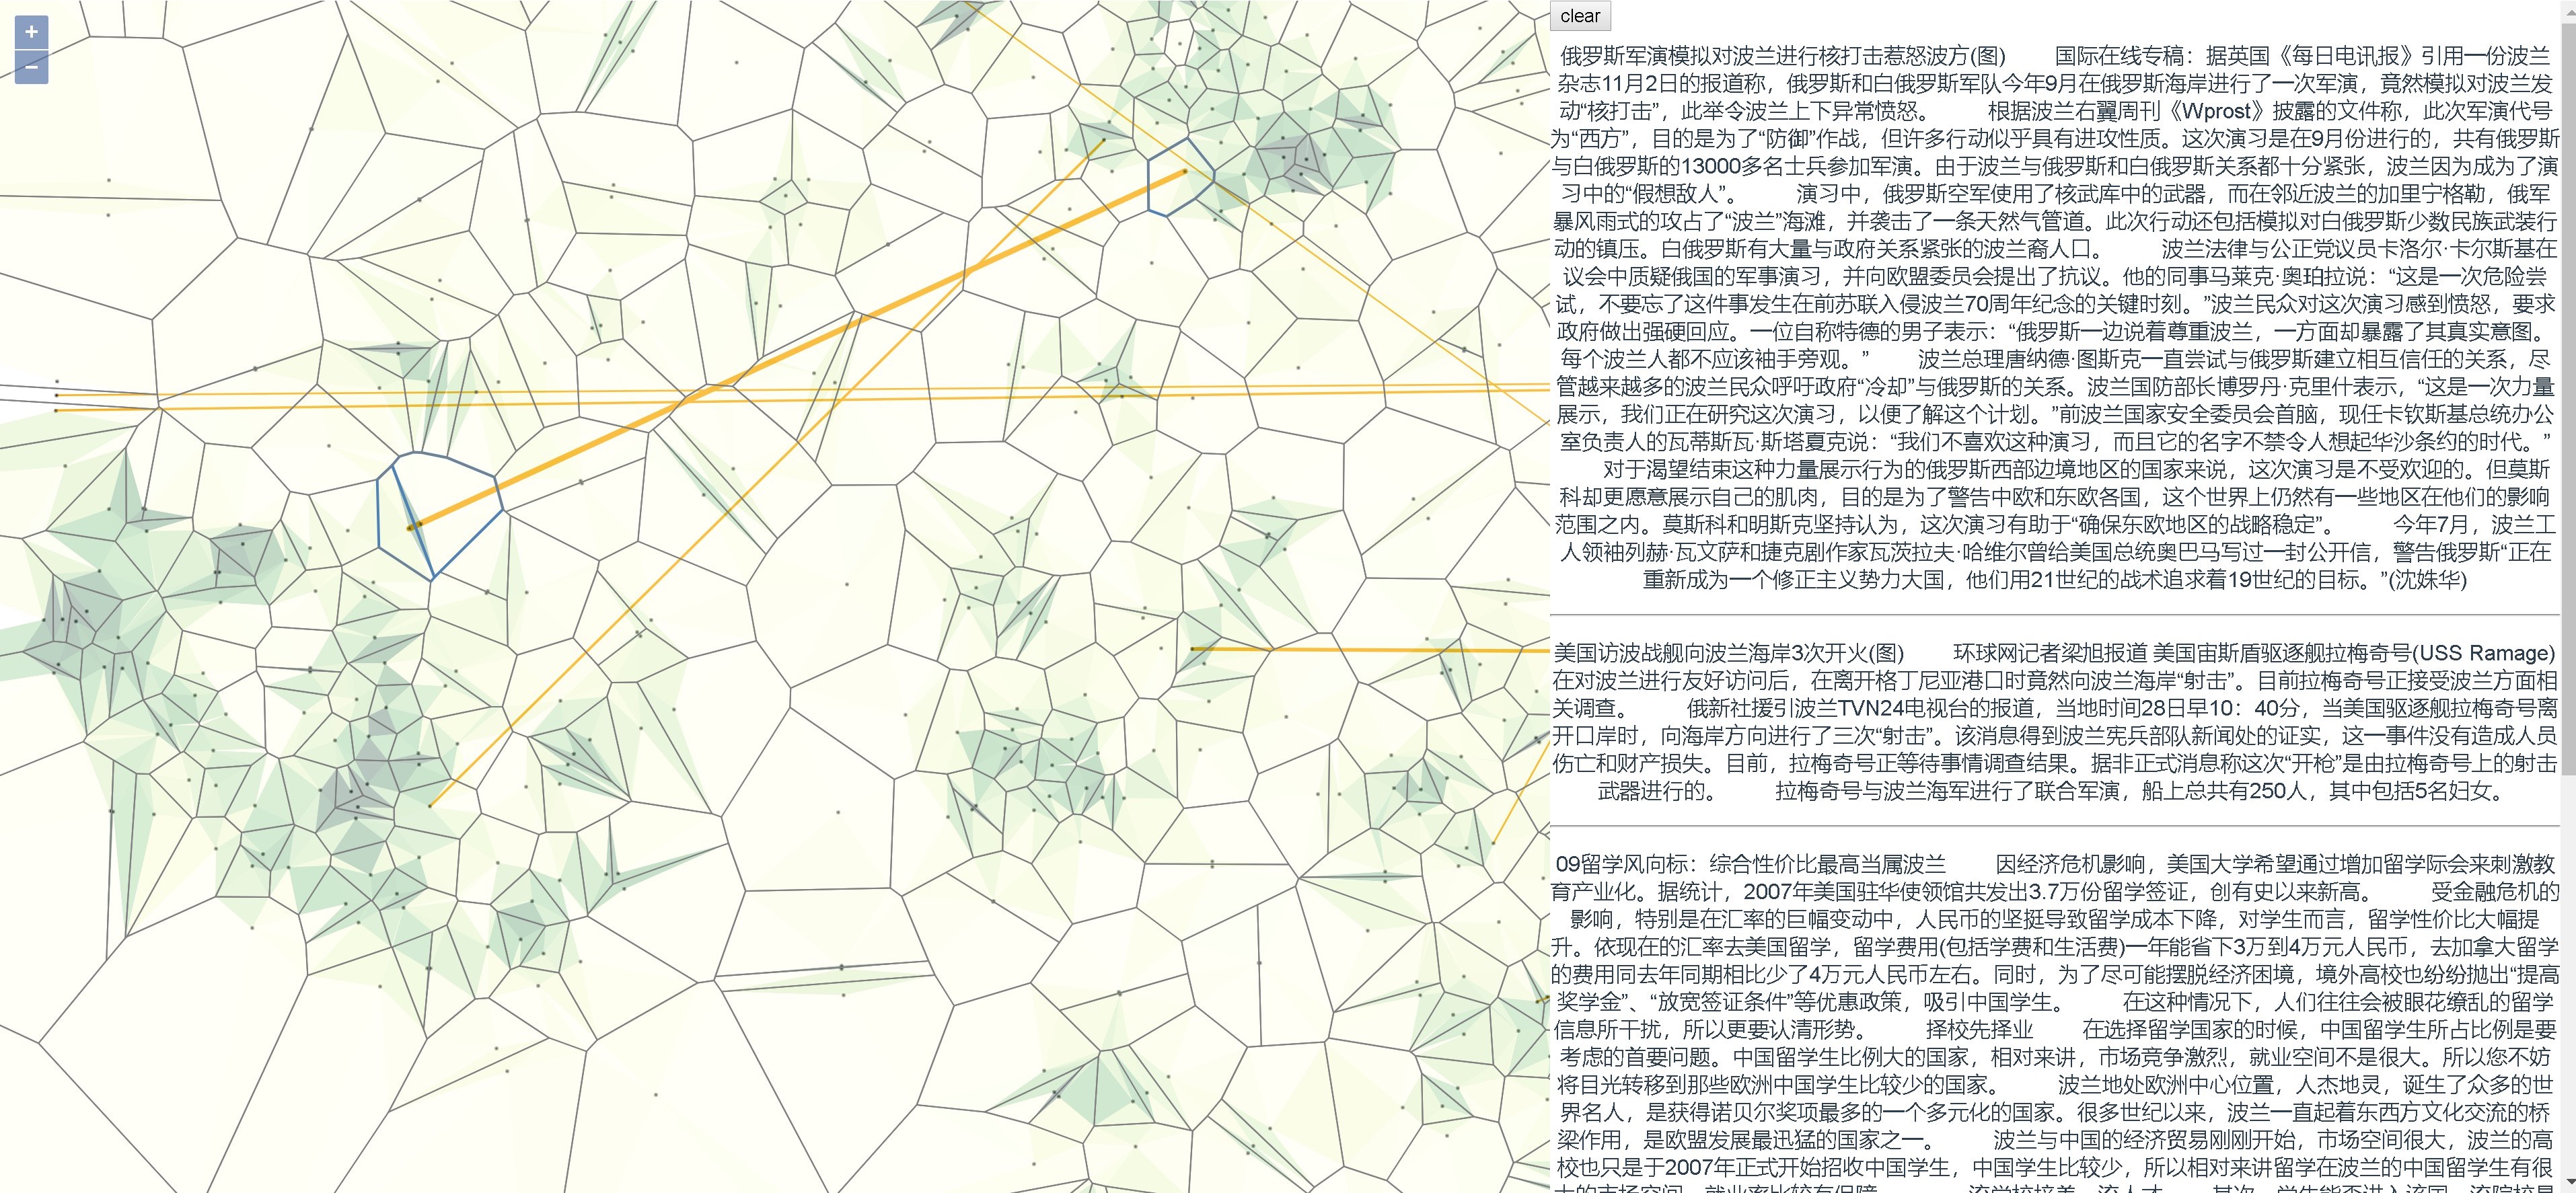 +
−
clear
俄罗斯军演模拟对波兰进行核打击惹怒波方(图) 国际在线专稿：据英国《每日电讯报》引用一份波兰
杂志11月2日的报道称，俄罗斯和白俄罗斯军队今年9月在俄罗斯海岸进行了一次军演，竟然模拟对波兰发
动“核打击”，此举令波兰上下异常愤怒。 根据波兰右翼周刊《Wprost》披露的文件称，此次军演代号
为“西方”，目的是为了“防御”作战，但许多行动似乎具有进攻性质。这次演习是在9月份进行的，共有俄罗斯
与白俄罗斯的13000多名士兵参加军演。由于波兰与俄罗斯和白俄罗斯关系都十分紧张，波兰因为成为了演
习中的“假想敌人”。 演习中，俄罗斯空军使用了核武库中的武器，而在邻近波兰的加里宁格勒，俄军
暴风雨式的攻占了“波兰”海滩，并袭击了一条天然气管道。此次行动还包括模拟对白俄罗斯少数民族武装行
动的镇压。白俄罗斯有大量与政府关系紧张的波兰裔人口。 波兰法律与公正党议员卡洛尔·卡尔斯基在
议会中质疑俄国的军事演习，并向欧盟委员会提出了抗议。他的同事马莱克·奥珀拉说：“这是一次危险尝
试，不要忘了这件事发生在前苏联入侵波兰70周年纪念的关键时刻。”波兰民众对这次演习感到愤怒，要求
政府做出强硬回应。一位自称特德的男子表示：“俄罗斯一边说着尊重波兰，一方面却暴露了其真实意图。
每个波兰人都不应该袖手旁观。” 波兰总理唐纳德·图斯克一直尝试与俄罗斯建立相互信任的关系，尽
管越来越多的波兰民众呼吁政府“冷却”与俄罗斯的关系。波兰国防部长博罗丹·克里什表示，“这是一次力量
展示，我们正在研究这次演习，以便了解这个计划。”前波兰国家安全委员会首脑，现任卡钦斯基总统办公
室负责人的瓦蒂斯瓦·斯塔夏克说：“我们不喜欢这种演习，而且它的名字不禁令人想起华沙条约的时代。”
对于渴望结束这种力量展示行为的俄罗斯西部边境地区的国家来说，这次演习是不受欢迎的。但莫斯
科却更愿意展示自己的肌肉，目的是为了警告中欧和东欧各国，这个世界上仍然有一些地区在他们的影响
范围之内。莫斯科和明斯克坚持认为，这次演习有助于“确保东欧地区的战略稳定”。 今年7月，波兰工
人领袖列赫·瓦文萨和捷克剧作家瓦茨拉夫·哈维尔曾给美国总统奥巴马写过一封公开信，警告俄罗斯“正在
重新成为一个修正主义势力大国，他们用21世纪的战术追求着19世纪的目标。”(沈姝华)
美国访波战舰向波兰海岸3次开火(图) 环球网记者梁旭报道 美国宙斯盾驱逐舰拉梅奇号(USS Ramage)
在对波兰进行友好访问后，在离开格丁尼亚港口时竟然向波兰海岸“射击”。目前拉梅奇号正接受波兰方面相
关调查。 俄新社援引波兰TVN24电视台的报道，当地时间28日早10：40分，当美国驱逐舰拉梅奇号离
开口岸时，向海岸方向进行了三次“射击”。该消息得到波兰宪兵部队新闻处的证实，这一事件没有造成人员
伤亡和财产损失。目前，拉梅奇号正等待事情调查结果。据非正式消息称这次“开枪”是由拉梅奇号上的射击
武器进行的。 拉梅奇号与波兰海军进行了联合军演，船上总共有250人，其中包括5名妇女。
09留学风向标：综合性价比最高当属波兰 因经济危机影响，美国大学希望通过增加留学际会来刺激教
育产业化。据统计，2007年美国驻华使领馆共发出3.7万份留学签证，创有史以来新高。 受金融危机的
影响，特别是在汇率的巨幅变动中，人民币的坚挺导致留学成本下降，对学生而言，留学性价比大幅提
升。依现在的汇率去美国留学，留学费用(包括学费和生活费)一年能省下3万到4万元人民币，去加拿大留学
的费用同去年同期相比少了4万元人民币左右。同时，为了尽可能摆脱经济困境，境外高校也纷纷抛出“提高
奖学金”、“放宽签证条件”等优惠政策，吸引中国学生。 在这种情况下，人们往往会被眼花缭乱的留学
信息所干扰，所以更要认清形势。 择校先择业 在选择留学国家的时候，中国留学生所占比例是要
考虑的首要问题。中国留学生比例大的国家，相对来讲，市场竞争激烈，就业空间不是很大。所以您不妨
将目光转移到那些欧洲中国学生比较少的国家。 波兰地处欧洲中心位置，人杰地灵，诞生了众多的世
界名人，是获得诺贝尔奖项最多的一个多元化的国家。很多世纪以来，波兰一直起着东西方文化交流的桥
梁作用，是欧盟发展最迅猛的国家之一。 波兰与中国的经济贸易刚刚开始，市场空间很大，波兰的高
校也只是于2007年正式开始招收中国学生，中国学生比较少，所以相对来讲留学在波兰的中国留学生有很